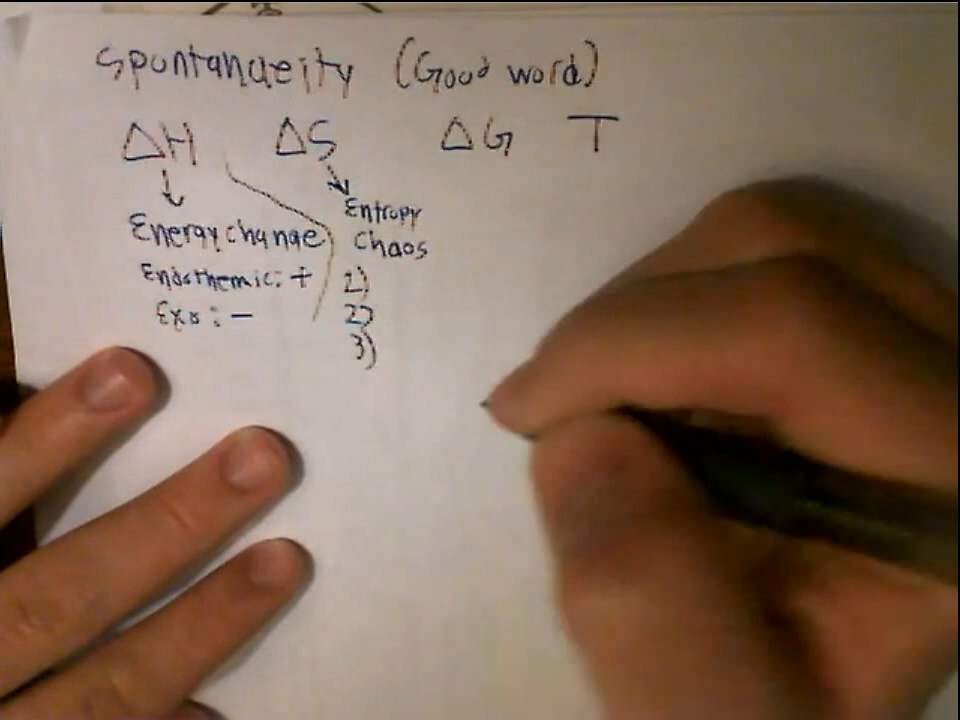 Spontaneity (Good word)
ΔH ΔS ΔG T
Energy change
Endothemic: +
Exo: -
Entropy
Chaos
1)
2)
3)